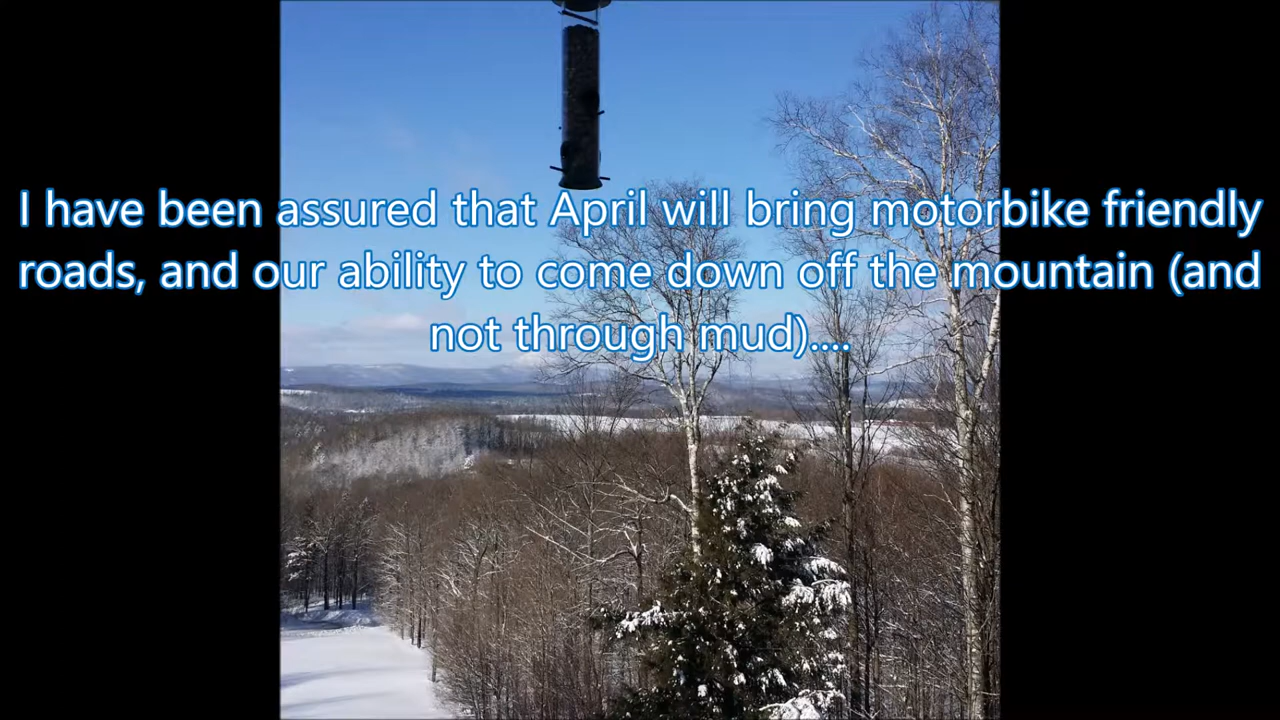 I have been assured that April will bring motorbike friendly
roads, and our ability to come down off the mountain (and
not through mud)....